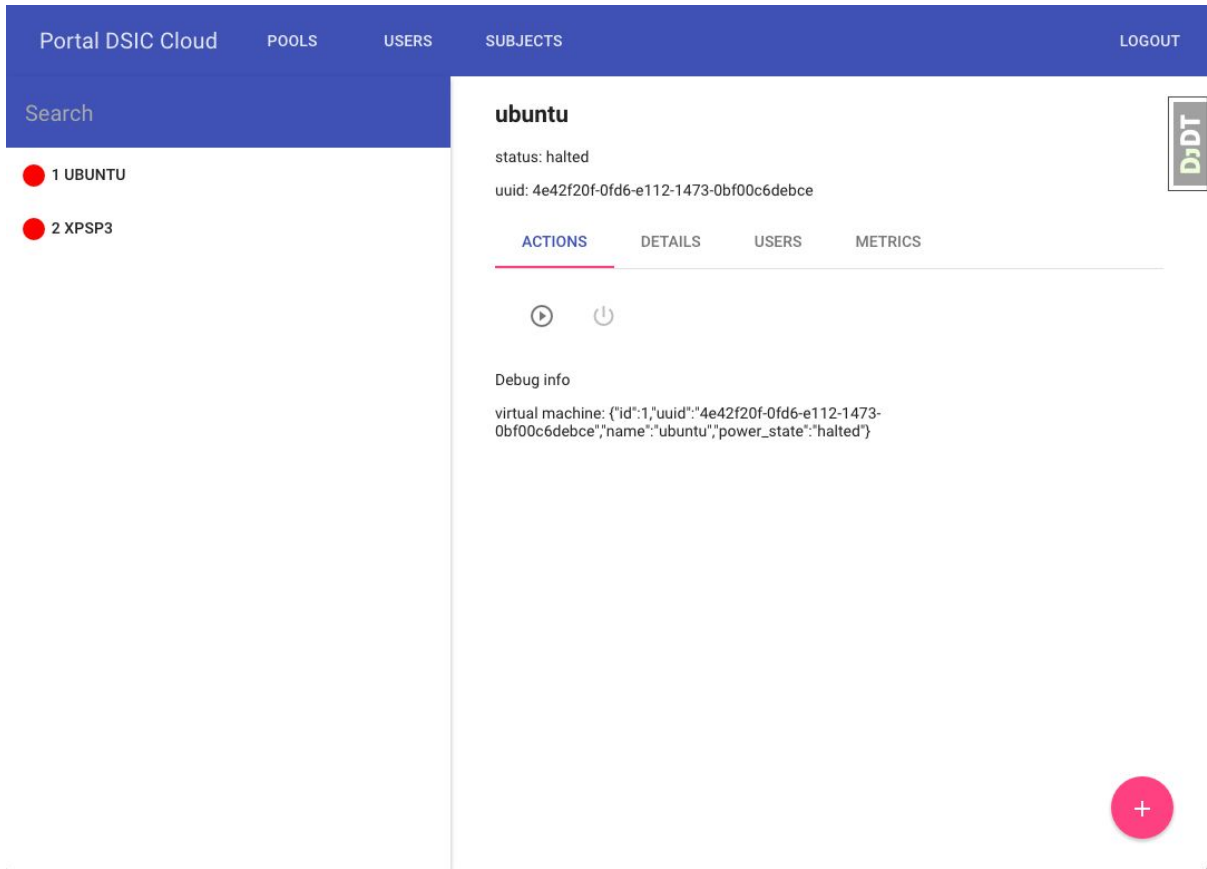 Portal DSIC Cloud POOLS USERS SUBJECTS LOGOUT
Search
1 UBUNTU
2 XPSP3
ubuntu
status: halted
uuid: 4e42f20f-0fd6-e112-1473-0bf00c6debce
ACTIONS DETAILS USERS METRICS
Debug info
virtual machine: {"id":1,"uuid":"4e42f20f-0fd6-e112-1473-
0bf00c6debce","name":"ubuntu","power_state":"halted"}
DjDT
+